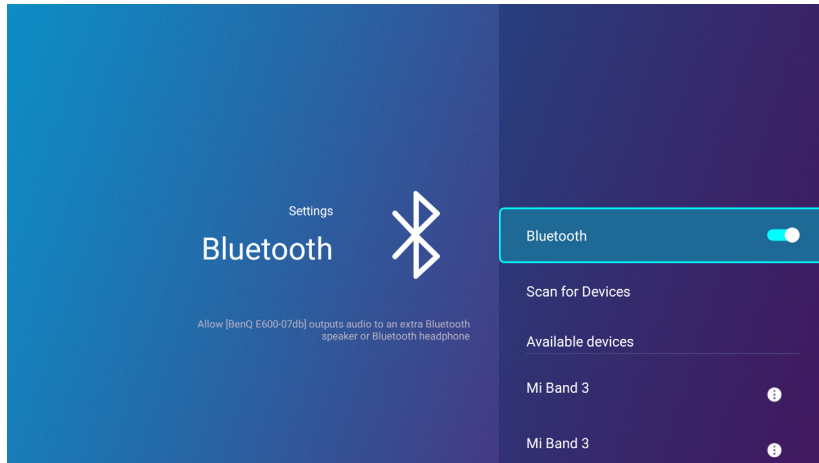 Settings
Bluetooth
Allow [BenQ E600-07db] outputs audio to an extra Bluetooth
speaker or Bluetooth headphone
Bluetooth
Scan for Devices
Available devices
Mi Band 3
Mi Band 3